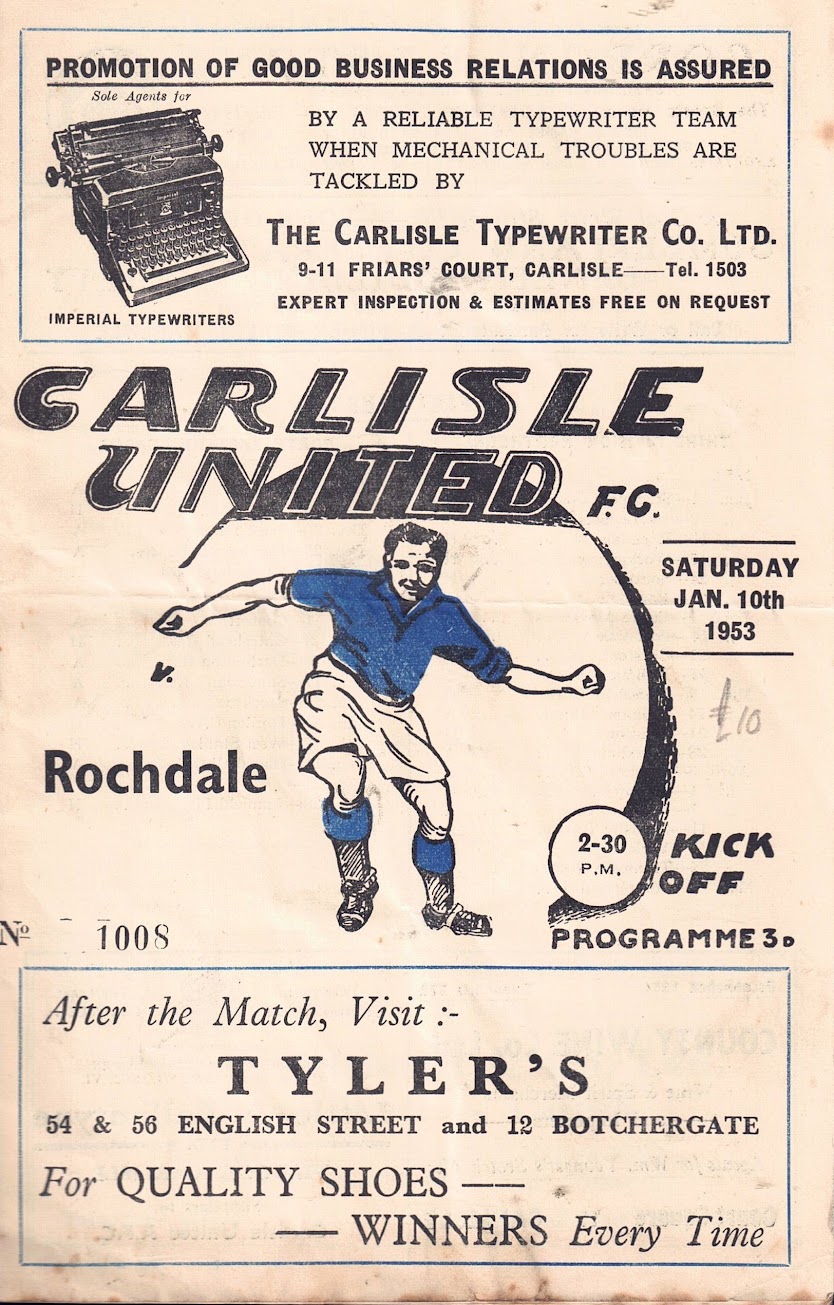 PROMOTION OF GOOD BUSINESS RELATIONS IS ASSURED
Sole Agents for
BY A RELIABLE TYPEWRITER TEAM
WHEN MECHANICAL TROUBLES ARE
TACKLED BY
THE CARLISLE TYPEWRITER CO. LTD.
9-11 FRIARS' COURT, CARLISLE—Tel. 1503
EXPERT INSPECTION & ESTIMATES FREE ON REQUEST
Imperial
IMPERIAL TYPEWRITERS
CARLISLE
UNITED F.C.
SATURDAY
JAN. 10th
1953
v.
£10
Rochdale
2-30
P.M.
KICK
OFF
Nº 1008
PROGRAMME 3D
After the Match, Visit :-
TYLER'S
54 & 56 ENGLISH STREET and 12 BOTCHERGATE
For QUALITY SHOES —
— WINNERS Every Time